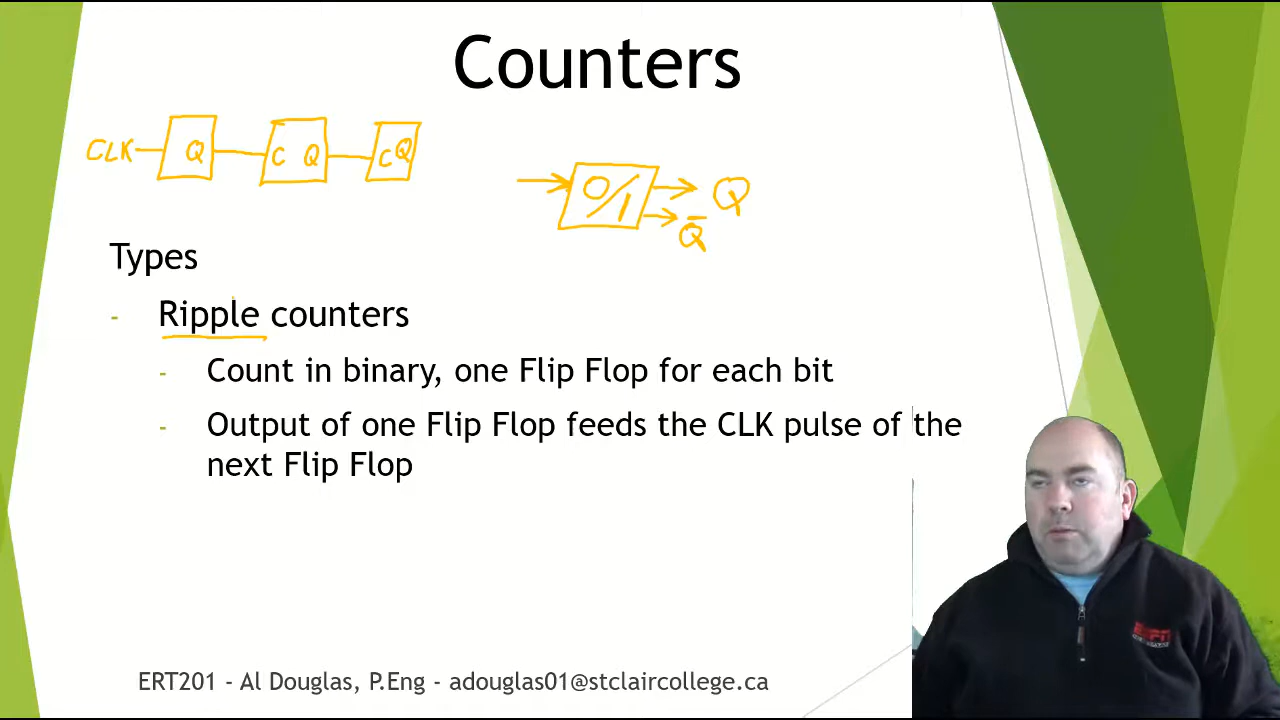 Counters
CLK Q C Q C Q
0/1 Q
Q̄
Types
- Ripple counters
- Count in binary, one Flip Flop for each bit
- Output of one Flip Flop feeds the CLK pulse of the
next Flip Flop
ERT201 - Al Douglas, P.Eng - adouglas01@stclaircollege.ca